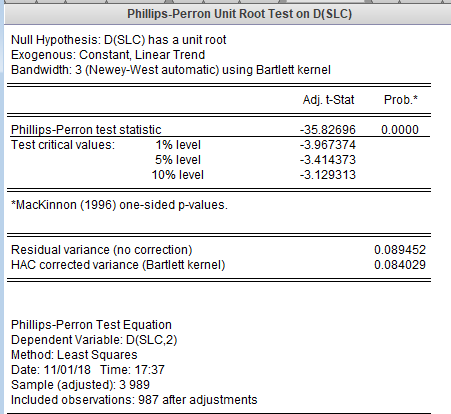 Phillips-Perron Unit Root Test on D(SLC)
Null Hypothesis: D(SLC) has a unit root
Exogenous: Constant, Linear Trend
Bandwidth: 3 (Newey-West automatic) using Bartlett kernel
Adj. t-Stat Prob.*
Phillips-Perron test statistic -35.82696 0.0000
Test critical values: 1% level -3.967374
5% level -3.414373
10% level -3.129313
*MacKinnon (1996) one-sided p-values.
Residual variance (no correction) 0.089452
HAC corrected variance (Bartlett kernel) 0.084029
Phillips-Perron Test Equation
Dependent Variable: D(SLC,2)
Method: Least Squares
Date: 11/01/18 Time: 17:37
Sample (adjusted): 3 989
Included observations: 987 after adjustments